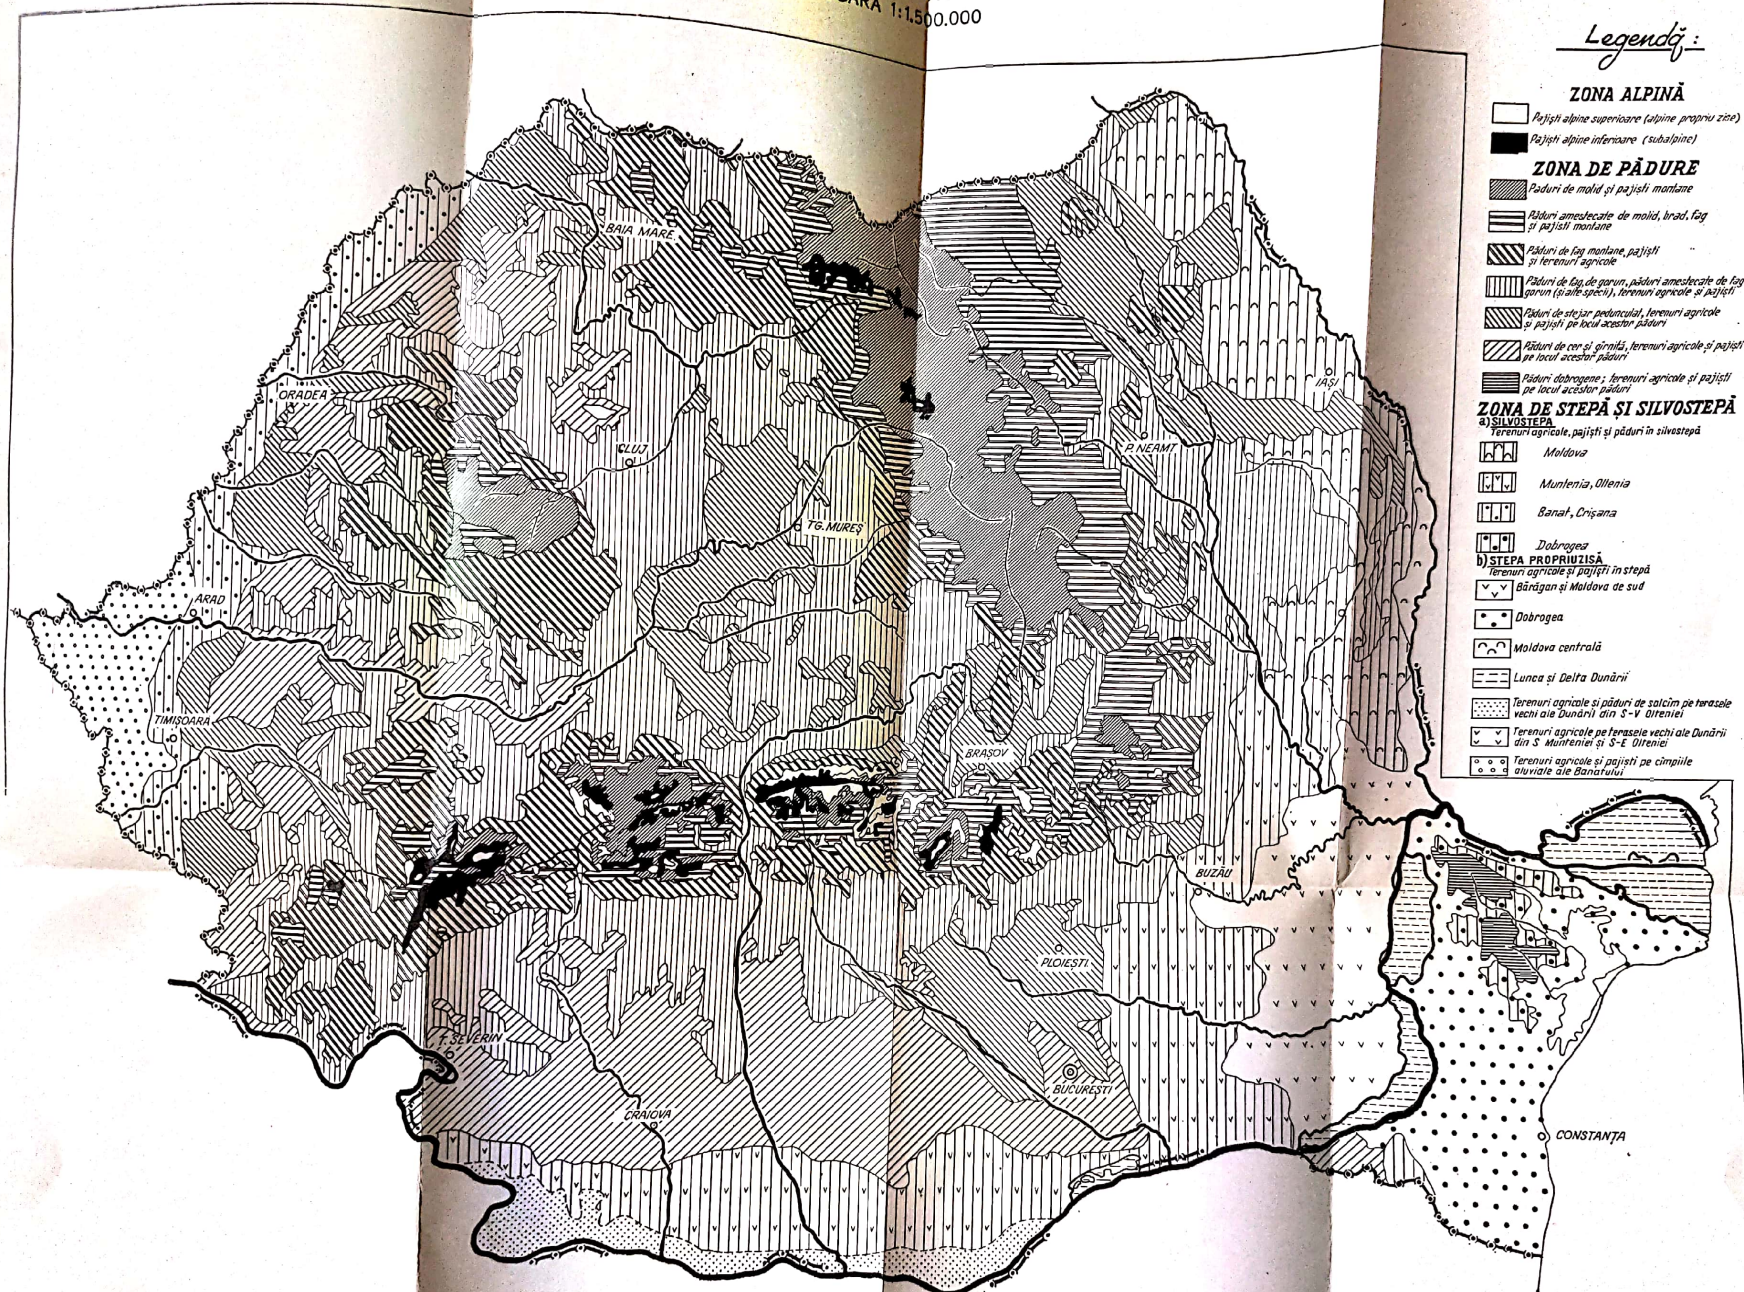 1:1.500.000
Legendă:
ZONA ALPINĂ
Pajiști alpine superioare (alpine propriu zise)
Pajiști alpine inferioare (subalpine)
ZONA DE PĂDURE
Păduri de molid și pajiști montane
Păduri amestecate de molid, brad, fag
și pajiști montane
Păduri de fag montane, pajiști
și terenuri agricole
Păduri de fag, de gorun, păduri amestecate de fag
gorun (și alte specii), terenuri agricole și pajiști
Păduri de stejar pedunculat, terenuri agricole
și pajiști pe locul acestor păduri
Păduri de cer și gîrniță, terenuri agricole și pajiști
pe locul acestor păduri
Păduri dobrogene; terenuri agricole și pajiști
pe locul acestor păduri
ZONA DE STEPĂ ȘI SILVOSTEPĂ
a) SILVOSTEPA
Terenuri agricole, pajiști și păduri în silvostepă
Moldova
Muntenia, Oltenia
Banat, Crișana
Dobrogea
b) STEPA PROPRIUZISĂ
Terenuri agricole și pajiști în stepă
Bărăgan și Moldova de sud
Dobrogea
Moldova centrală
Lunca și Delta Dunării
Terenuri agricole și păduri de salcîm pe terasele
vechi ale Dunării din S-V Olteniei
Terenuri agricole pe terasele vechi ale Dunării
din S Munteniei și S-E Olteniei
Terenuri agricole și pajiști pe cîmpiile
aluviale ale Banatului
BAIA MARE
ORADEA
IAȘI
CLUJ
P. NEAMȚ
TG. MUREȘ
ARAD
TIMIȘOARA
BRAȘOV
BUZĂU
PLOIEȘTI
T. SEVERIN
BUCUREȘTI
CRAIOVA
CONSTANȚA